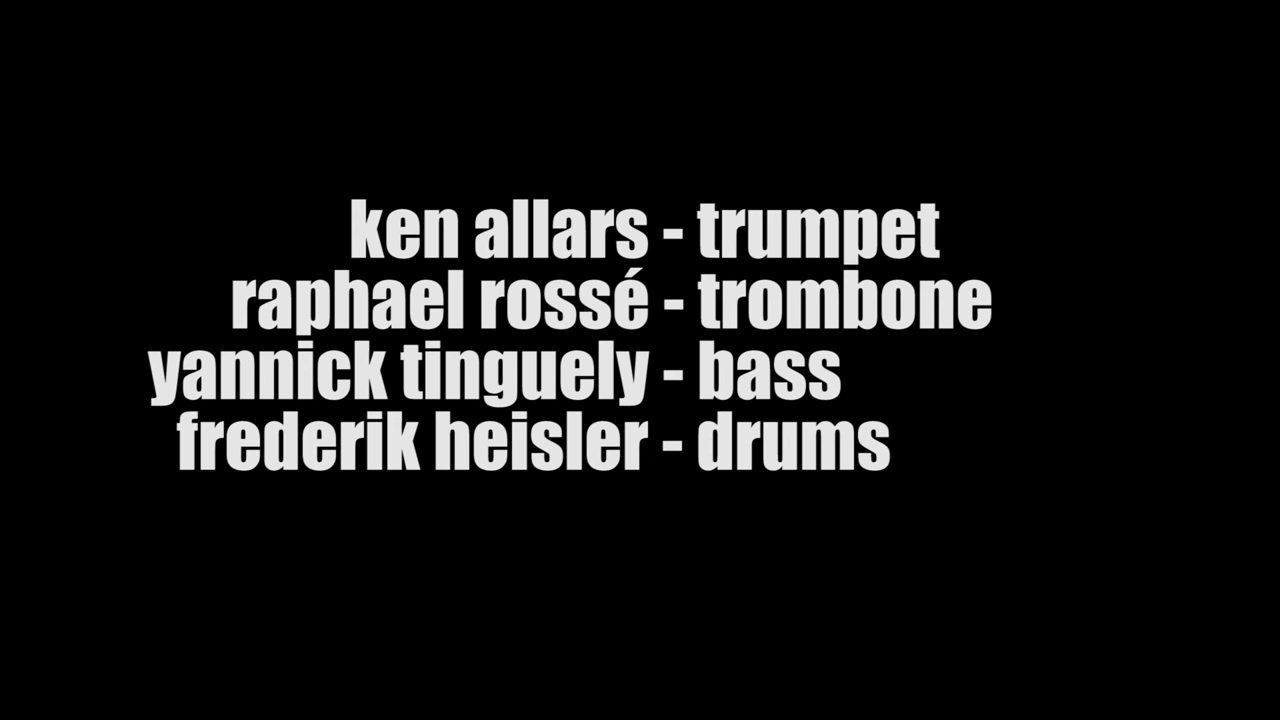 ken allars - trumpet
raphael rossé - trombone
yannick tinguely - bass
frederik heisler - drums